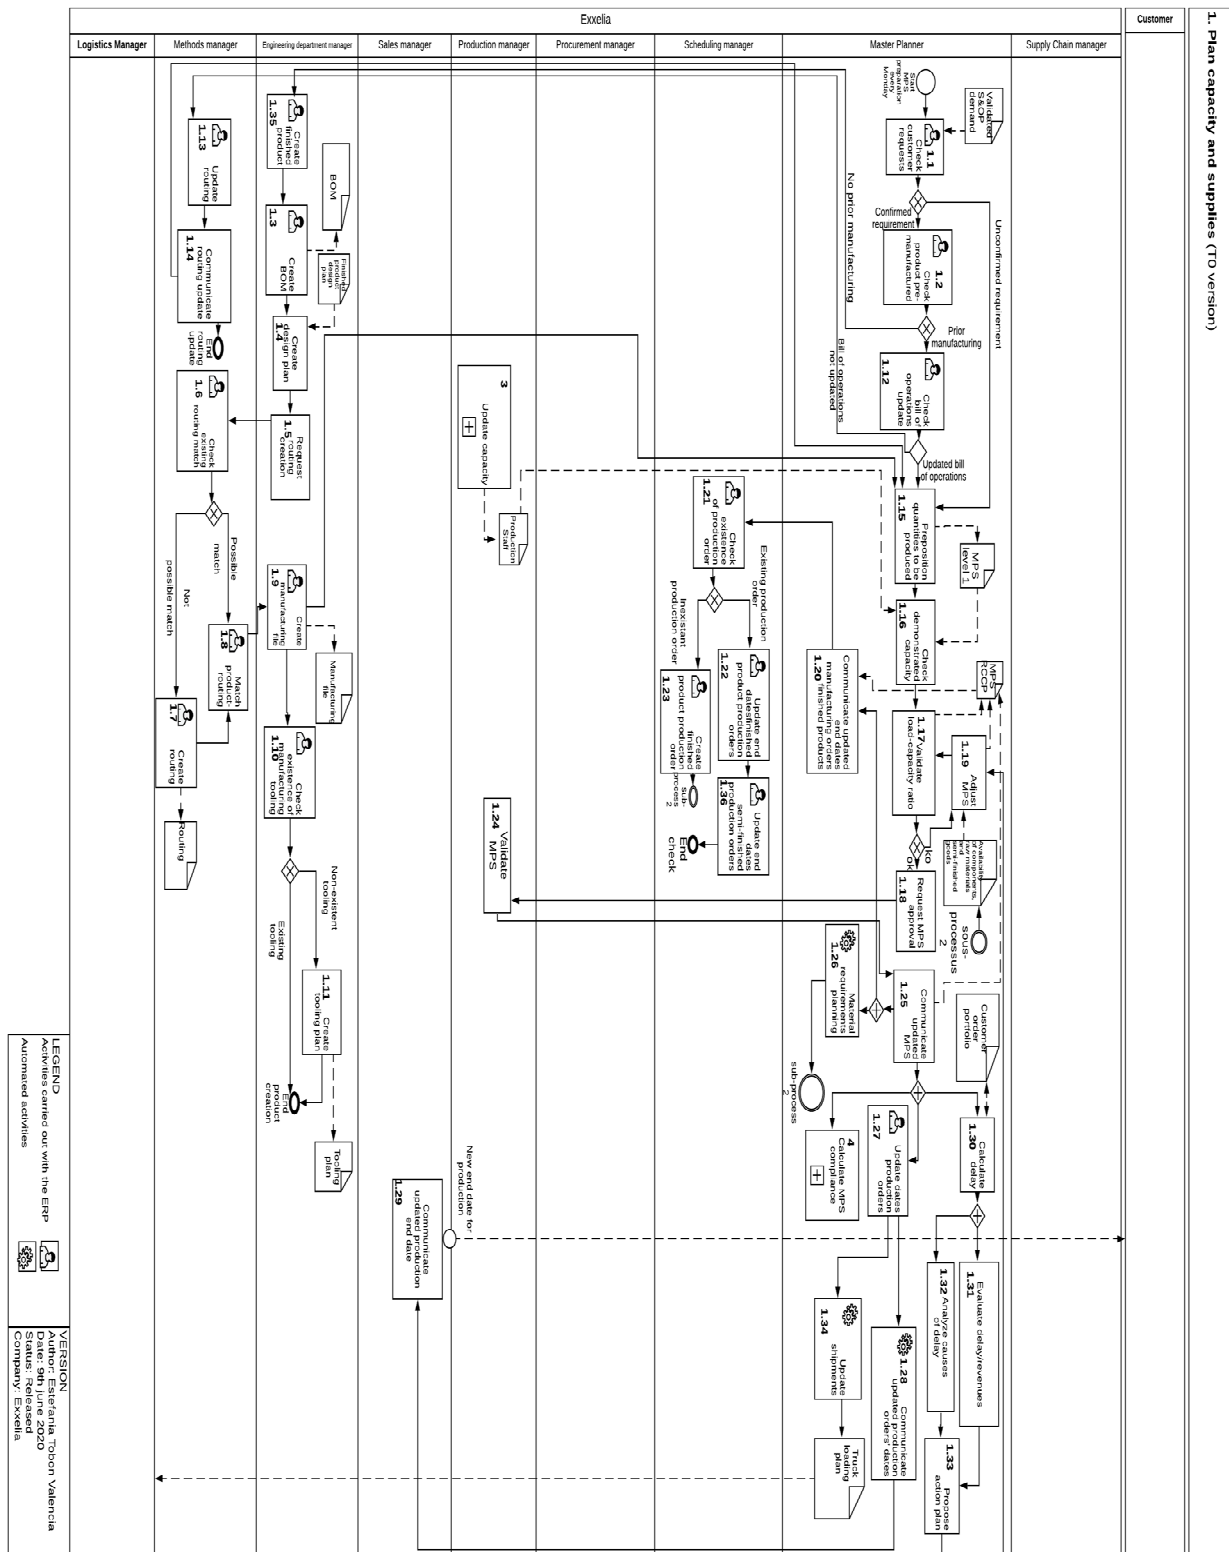 1. Plan capacity and supplies (T0 version)
Customer
Exxelia
Supply Chain manager
Master Planner
Scheduling manager
Procurement manager
Production manager
Sales manager
Engineering department manager
Methods manager
Logistics Manager
Start
MPS
preparation
every
Monday
Validated
S&OP
demand
1.1
Check
customer
requests
Unconfirmed requirement
Confirmed
requirement
1.2
Check
product pre-
manufactured
No prior manufacturing
Prior
manufacturing
1.12
Check
bill of
operations
update
Bill of operations
not updated
Updated bill
of operations
1.15
Preposition
quantities to be
produced
MPS
level 1
1.16
Check
demonstrated
capacity
MPS
RCCP
1.17 Validate
load-capacity ratio
1.19
Adjust
MPS
ko
ok
Availability
of components,
raw materials
and
semi-finished
goods
sous-
processus
2
1.18
Request MPS
approval
1.20
Communicate updated
end dates
manufacturing orders
finished products
1.21
Check
existence
of production
order
Existing production
order
Inexistant
production order
1.22
Update end
dates finished
product production
orders
1.23
Create
finished
product production
order
sub-
process
2
1.36
Update end
dates
semi-finished
production orders
End
check
3
Update capacity
Production
Staff
1.24
Validate
MPS
1.25
Communicate
updated
MPS
1.26
Material
requirements
planning
sub-process
2
Customer
order
portfolio
1.30
Calculate
delay
1.27
Update dates
production
orders
4
Calculate MPS
compliance
1.31
Evaluate delay/revenues
1.32 Analyze causes
of delay
1.33
Propose
action plan
1.28
Communicate
updated production
orders' dates
1.34
Update
shipments
Truck
loading
plan
New end date for
production
1.29
Communicate
updated production
end date
1.35
Create
finished
product
BOM
1.3
Create
BOM
Finished
product
design
plan
1.4
Create
design plan
1.5
Request
routing
creation
1.13
Update
routing
1.14
Communicate
routing update
End
routing
update
1.6
Check
existing
routing match
Possible
match
Not
possible match
1.8
Match
product-
routing
1.7
Create
routing
Routing
1.9
Create
manufacturing
file
Manufacturing
file
1.10
Check
existence of
manufacturing
tooling
Non-existent
tooling
Existing
tooling
1.11
Create
tooling plan
End
product
creation
Tooling
plan
LEGEND
Activities carried out with the ERP
Automated activities
VERSION
Author: Estefania Tobon Valencia
Date: 9th june 2020
Status: Released
Company: Exxelia